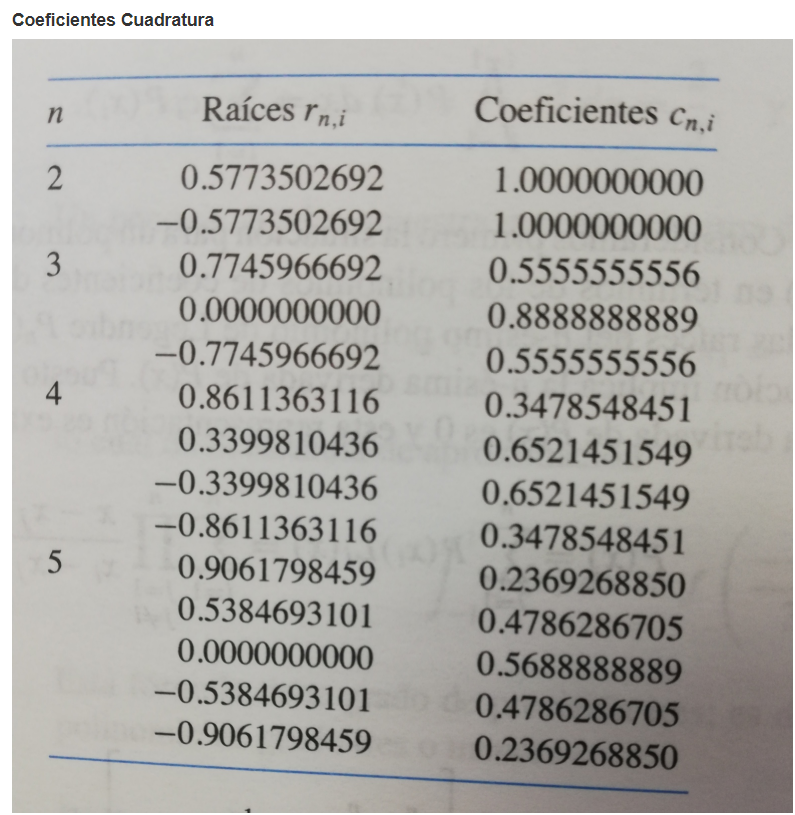 Coeficientes Cuadratura
n Raíces rn,i Coeficientes cn,i
2 0.5773502692 1.0000000000
−0.5773502692 1.0000000000
3 0.7745966692 0.5555555556
0.0000000000 0.8888888889
−0.7745966692 0.5555555556
4 0.8611363116 0.3478548451
0.3399810436 0.6521451549
−0.3399810436 0.6521451549
−0.8611363116 0.3478548451
5 0.9061798459 0.2369268850
0.5384693101 0.4786286705
0.0000000000 0.5688888889
−0.5384693101 0.4786286705
−0.9061798459 0.2369268850